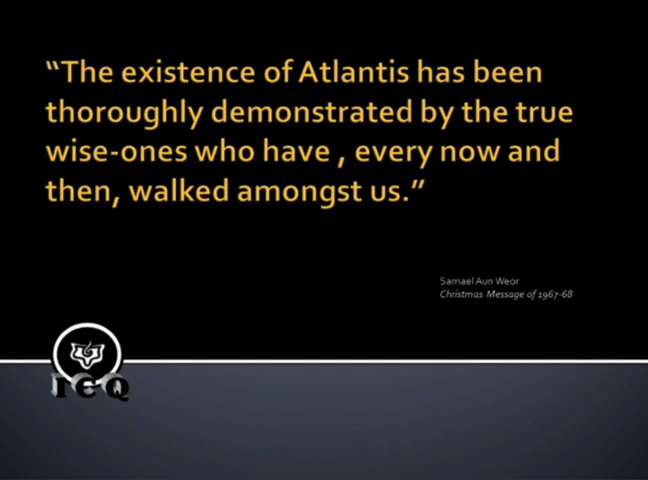 “The existence of Atlantis has been
thoroughly demonstrated by the true
wise-ones who have , every now and
then, walked amongst us.”
Samael Aun Weor
Christmas Message of 1967-68
ICQ